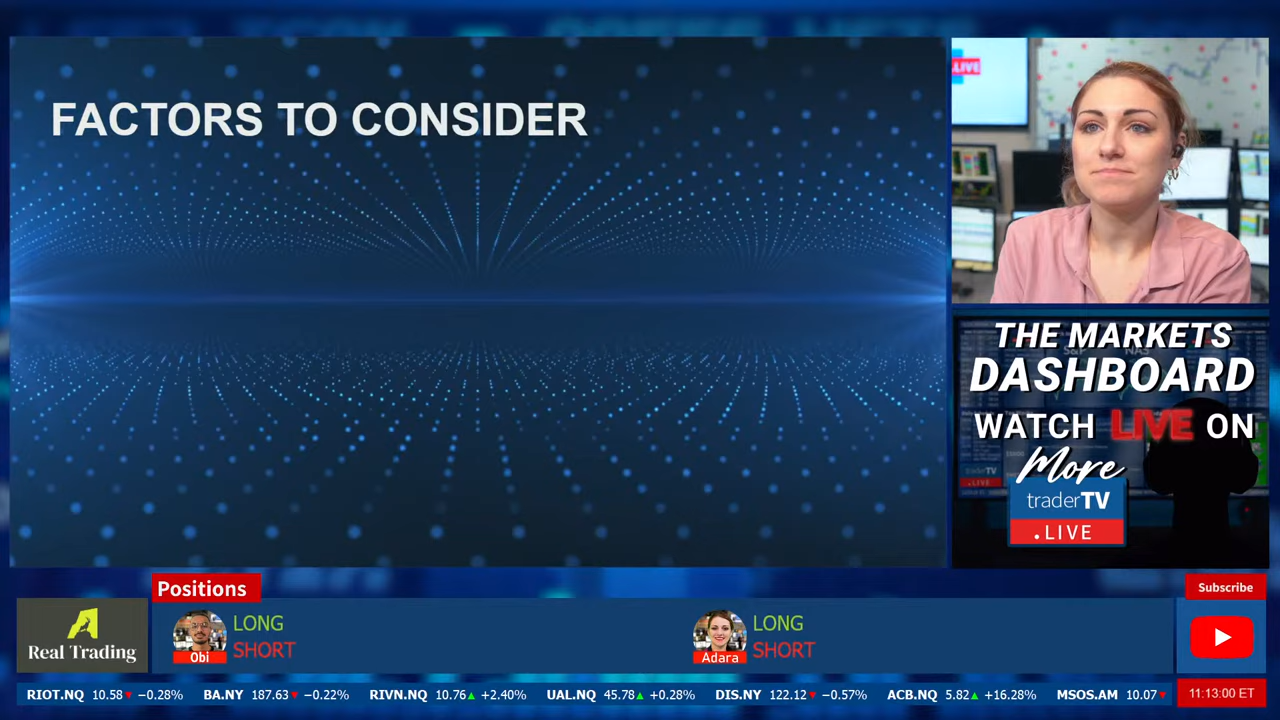 FACTORS TO CONSIDER
.LIVE
THE MARKETS
DASHBOARD
WATCH LIVE ON
More
traderTV
.LIVE
Positions
Subscribe
Real Trading
Obi
LONG
SHORT
Adara
LONG
SHORT
RIOT.NQ 10.58▼ −0.28% BA.NY 187.63▼ −0.22% RIVN.NQ 10.76▲ +2.40% UAL.NQ 45.78▲ +0.28% DIS.NY 122.12▼ −0.57% ACB.NQ 5.82▲ +16.28% MSOS.AM 10.07▼
11:13:00 ET